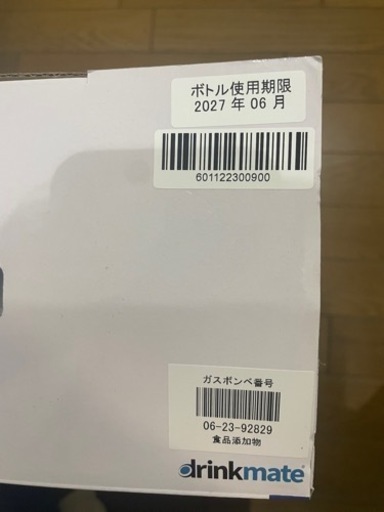 ボトル使用期限
2027 年 06 月
601122300900
ガスボンベ番号
06-23-92829
食品添加物
drinkmate®